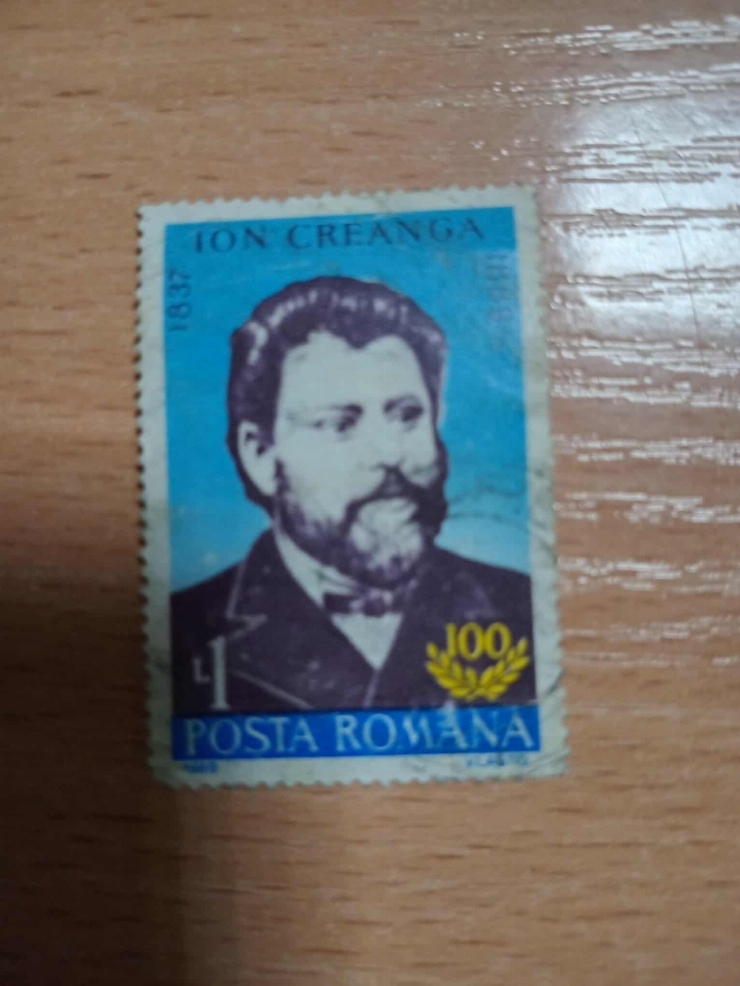 ION CREANGA
1837
L1
100
POSTA ROMANA